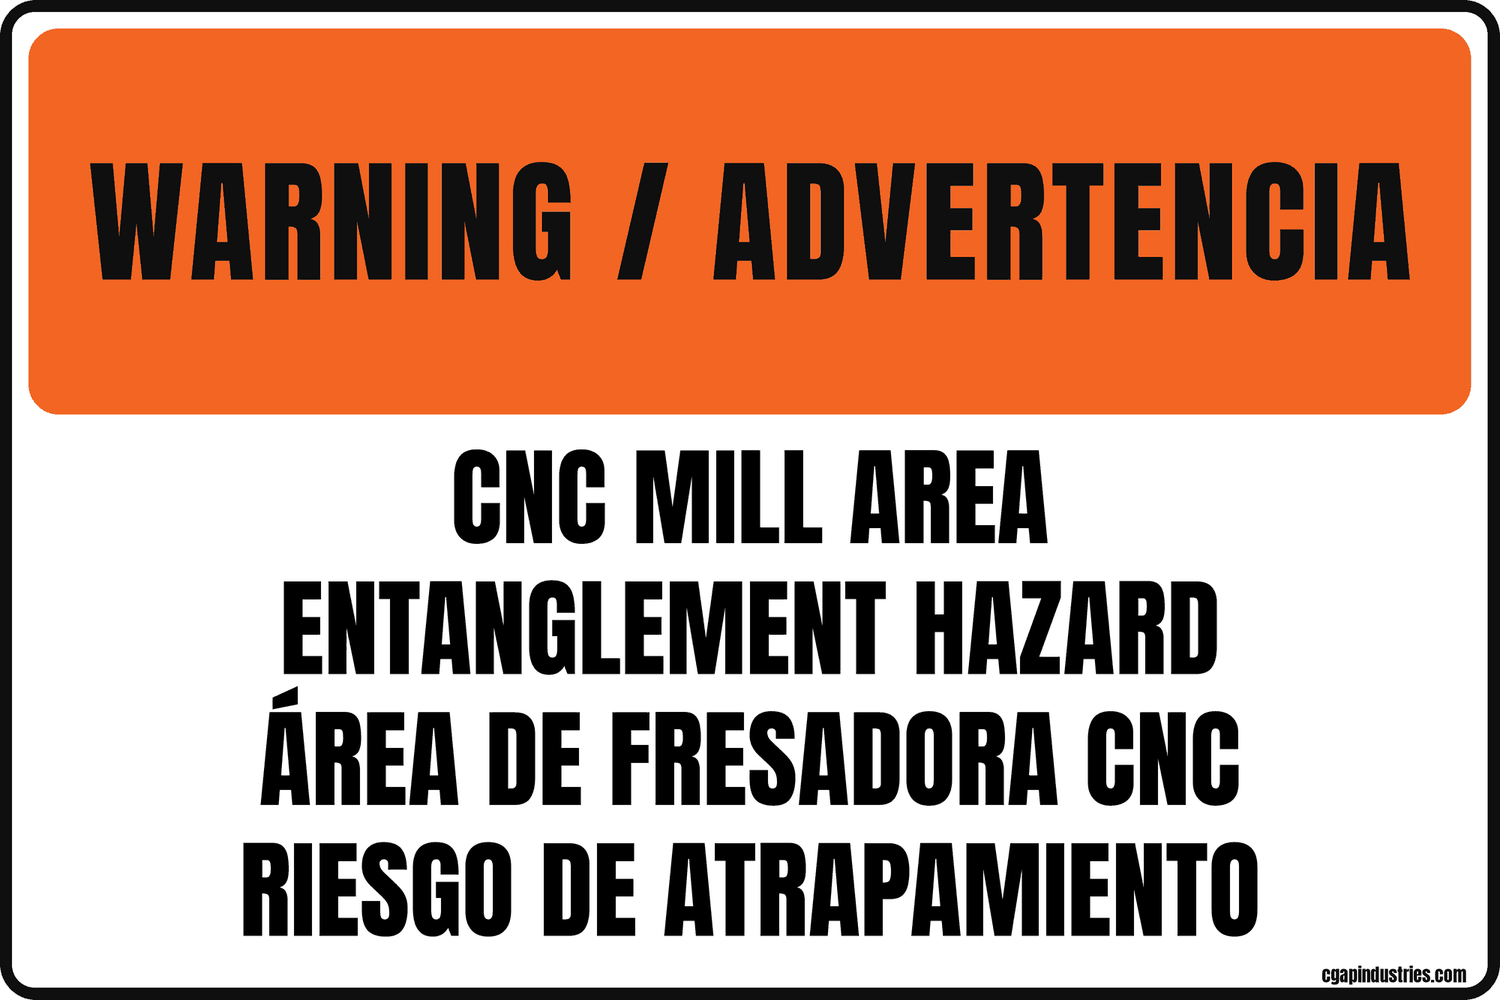 WARNING / ADVERTENCIA
CNC MILL AREA
ENTANGLEMENT HAZARD
ÁREA DE FRESADORA CNC
RIESGO DE ATRAPAMIENTO
cgapindustries.com